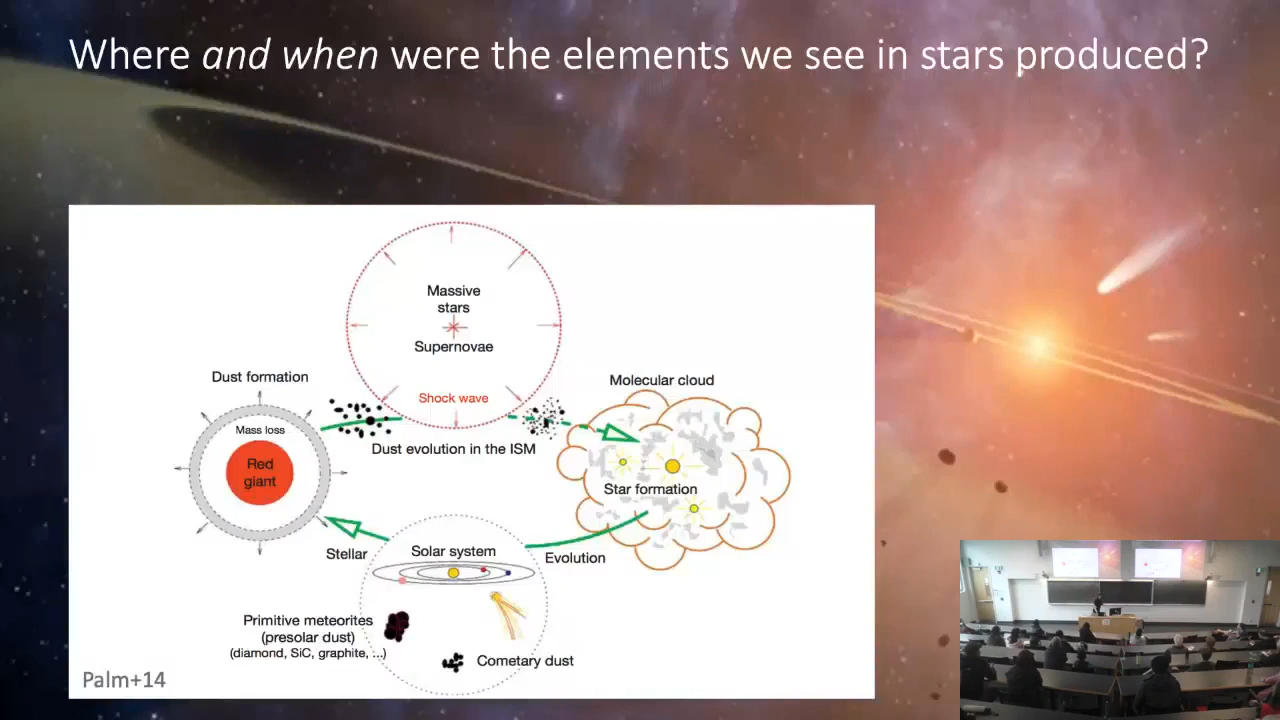 Where and when were the elements we see in stars produced?
Massive
stars
Supernovae
Shock wave
Dust formation
Mass loss
Red
giant
Dust evolution in the ISM
Molecular cloud
Star formation
Evolution
Stellar
Solar system
Primitive meteorites
(presolar dust)
(diamond, SiC, graphite, ...)
Cometary dust
Palm+14